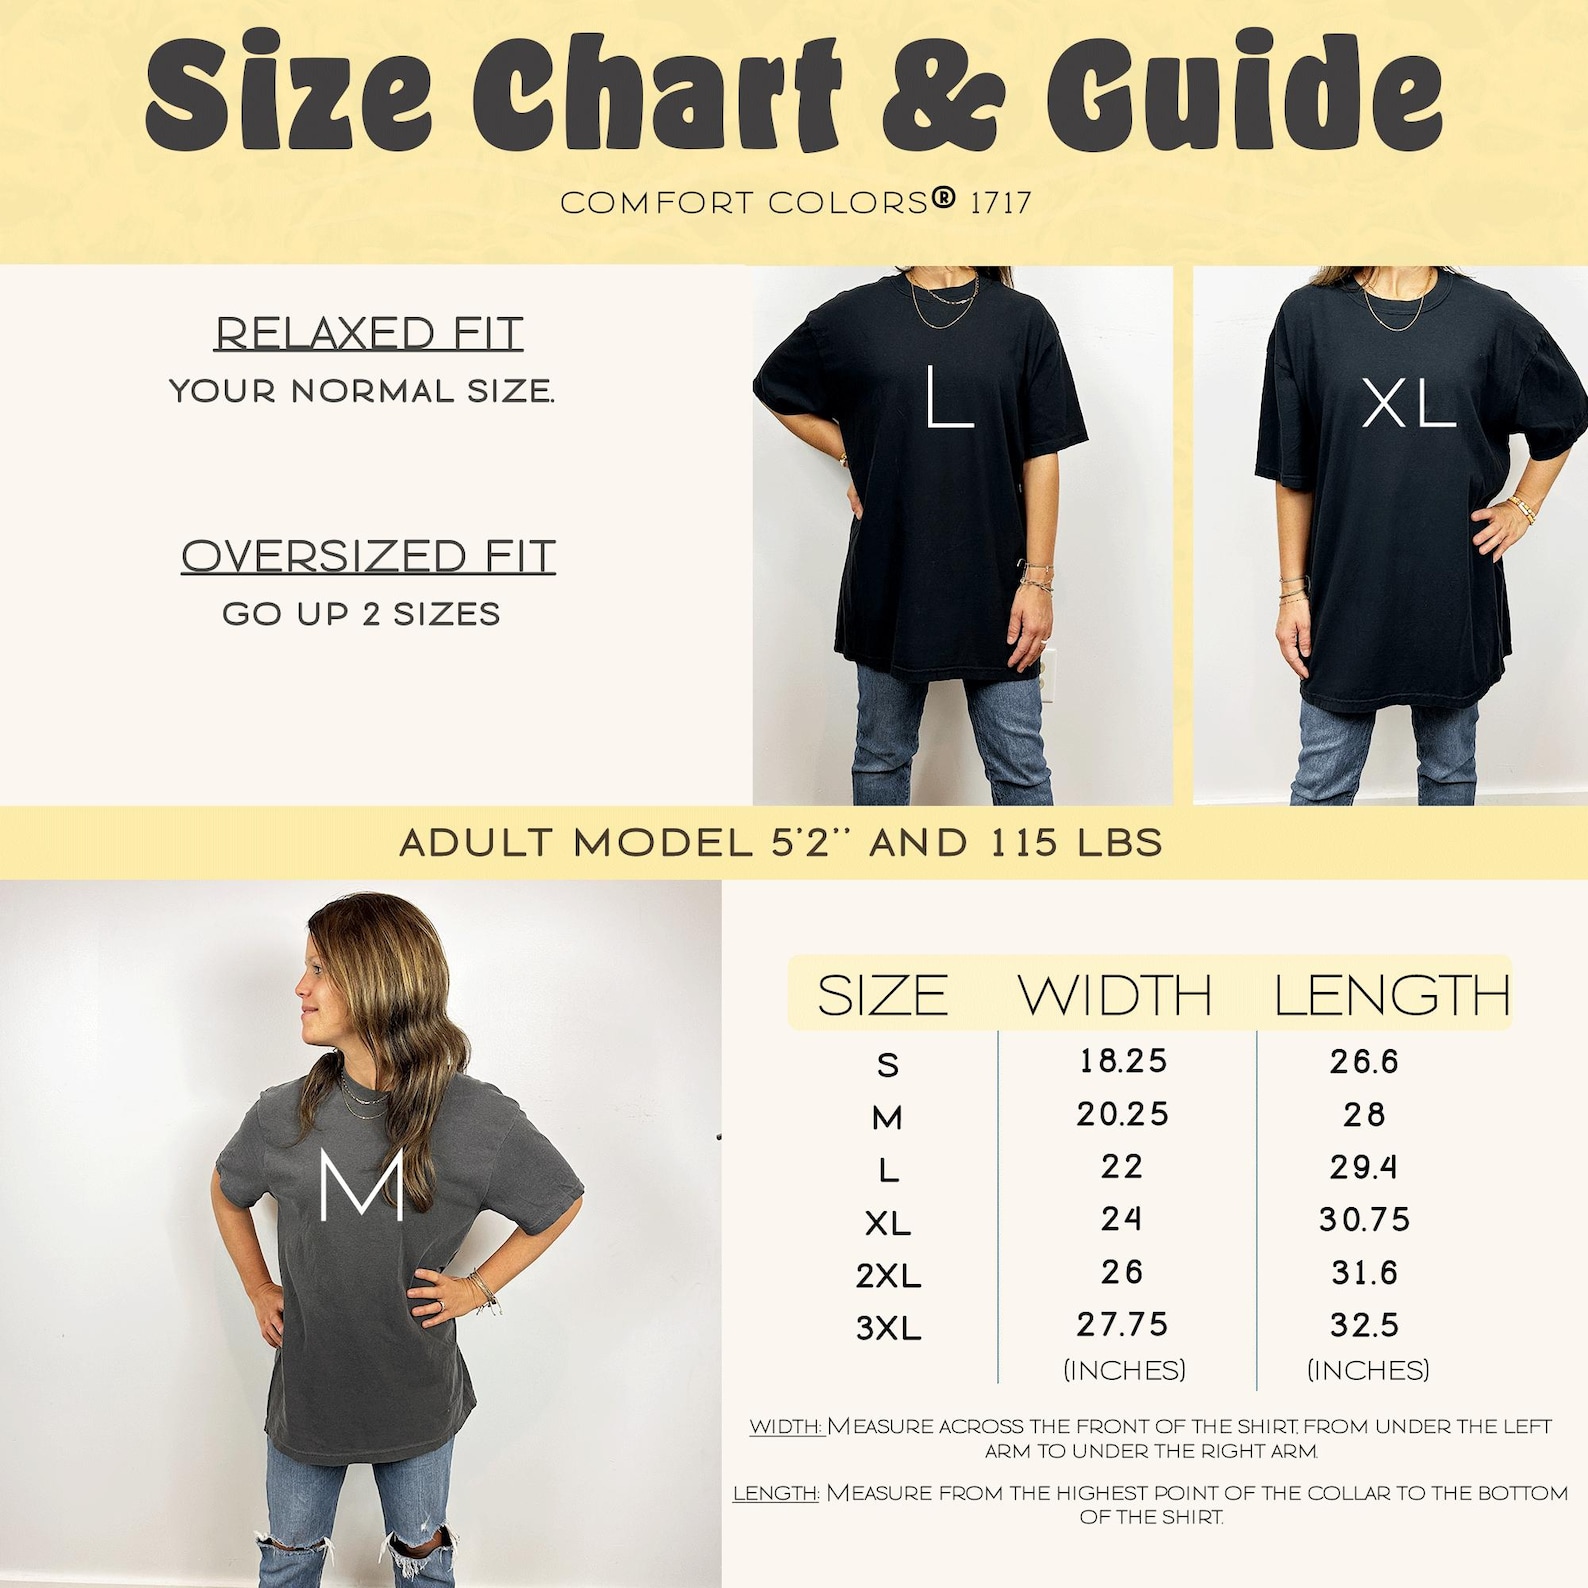 Size Chart & Guide
COMFORT COLORS® 1717
RELAXED FIT
YOUR NORMAL SIZE.
OVERSIZED FIT
GO UP 2 SIZES
L
XL
ADULT MODEL 5'2'' AND 115 LBS
M
SIZE WIDTH LENGTH
S 18.25 26.6
M 20.25 28
L 22 29.4
XL 24 30.75
2XL 26 31.6
3XL 27.75 32.5
(INCHES) (INCHES)
WIDTH: MEASURE ACROSS THE FRONT OF THE SHIRT, FROM UNDER THE LEFT
ARM TO UNDER THE RIGHT ARM.
LENGTH: MEASURE FROM THE HIGHEST POINT OF THE COLLAR TO THE BOTTOM
OF THE SHIRT.